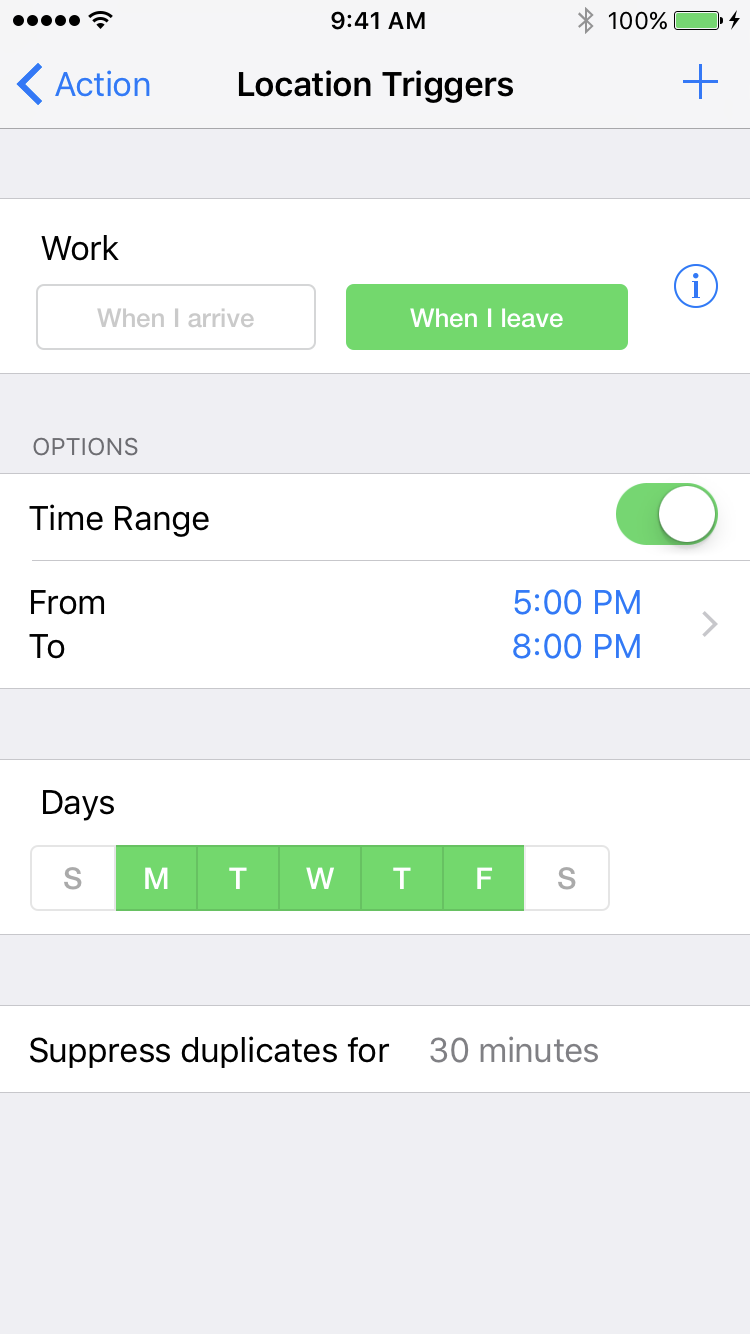 9:41 AM 100%
Action Location Triggers
Work
When I arrive When I leave
OPTIONS
Time Range
From 5:00 PM
To 8:00 PM
Days
S M T W T F S
Suppress duplicates for 30 minutes